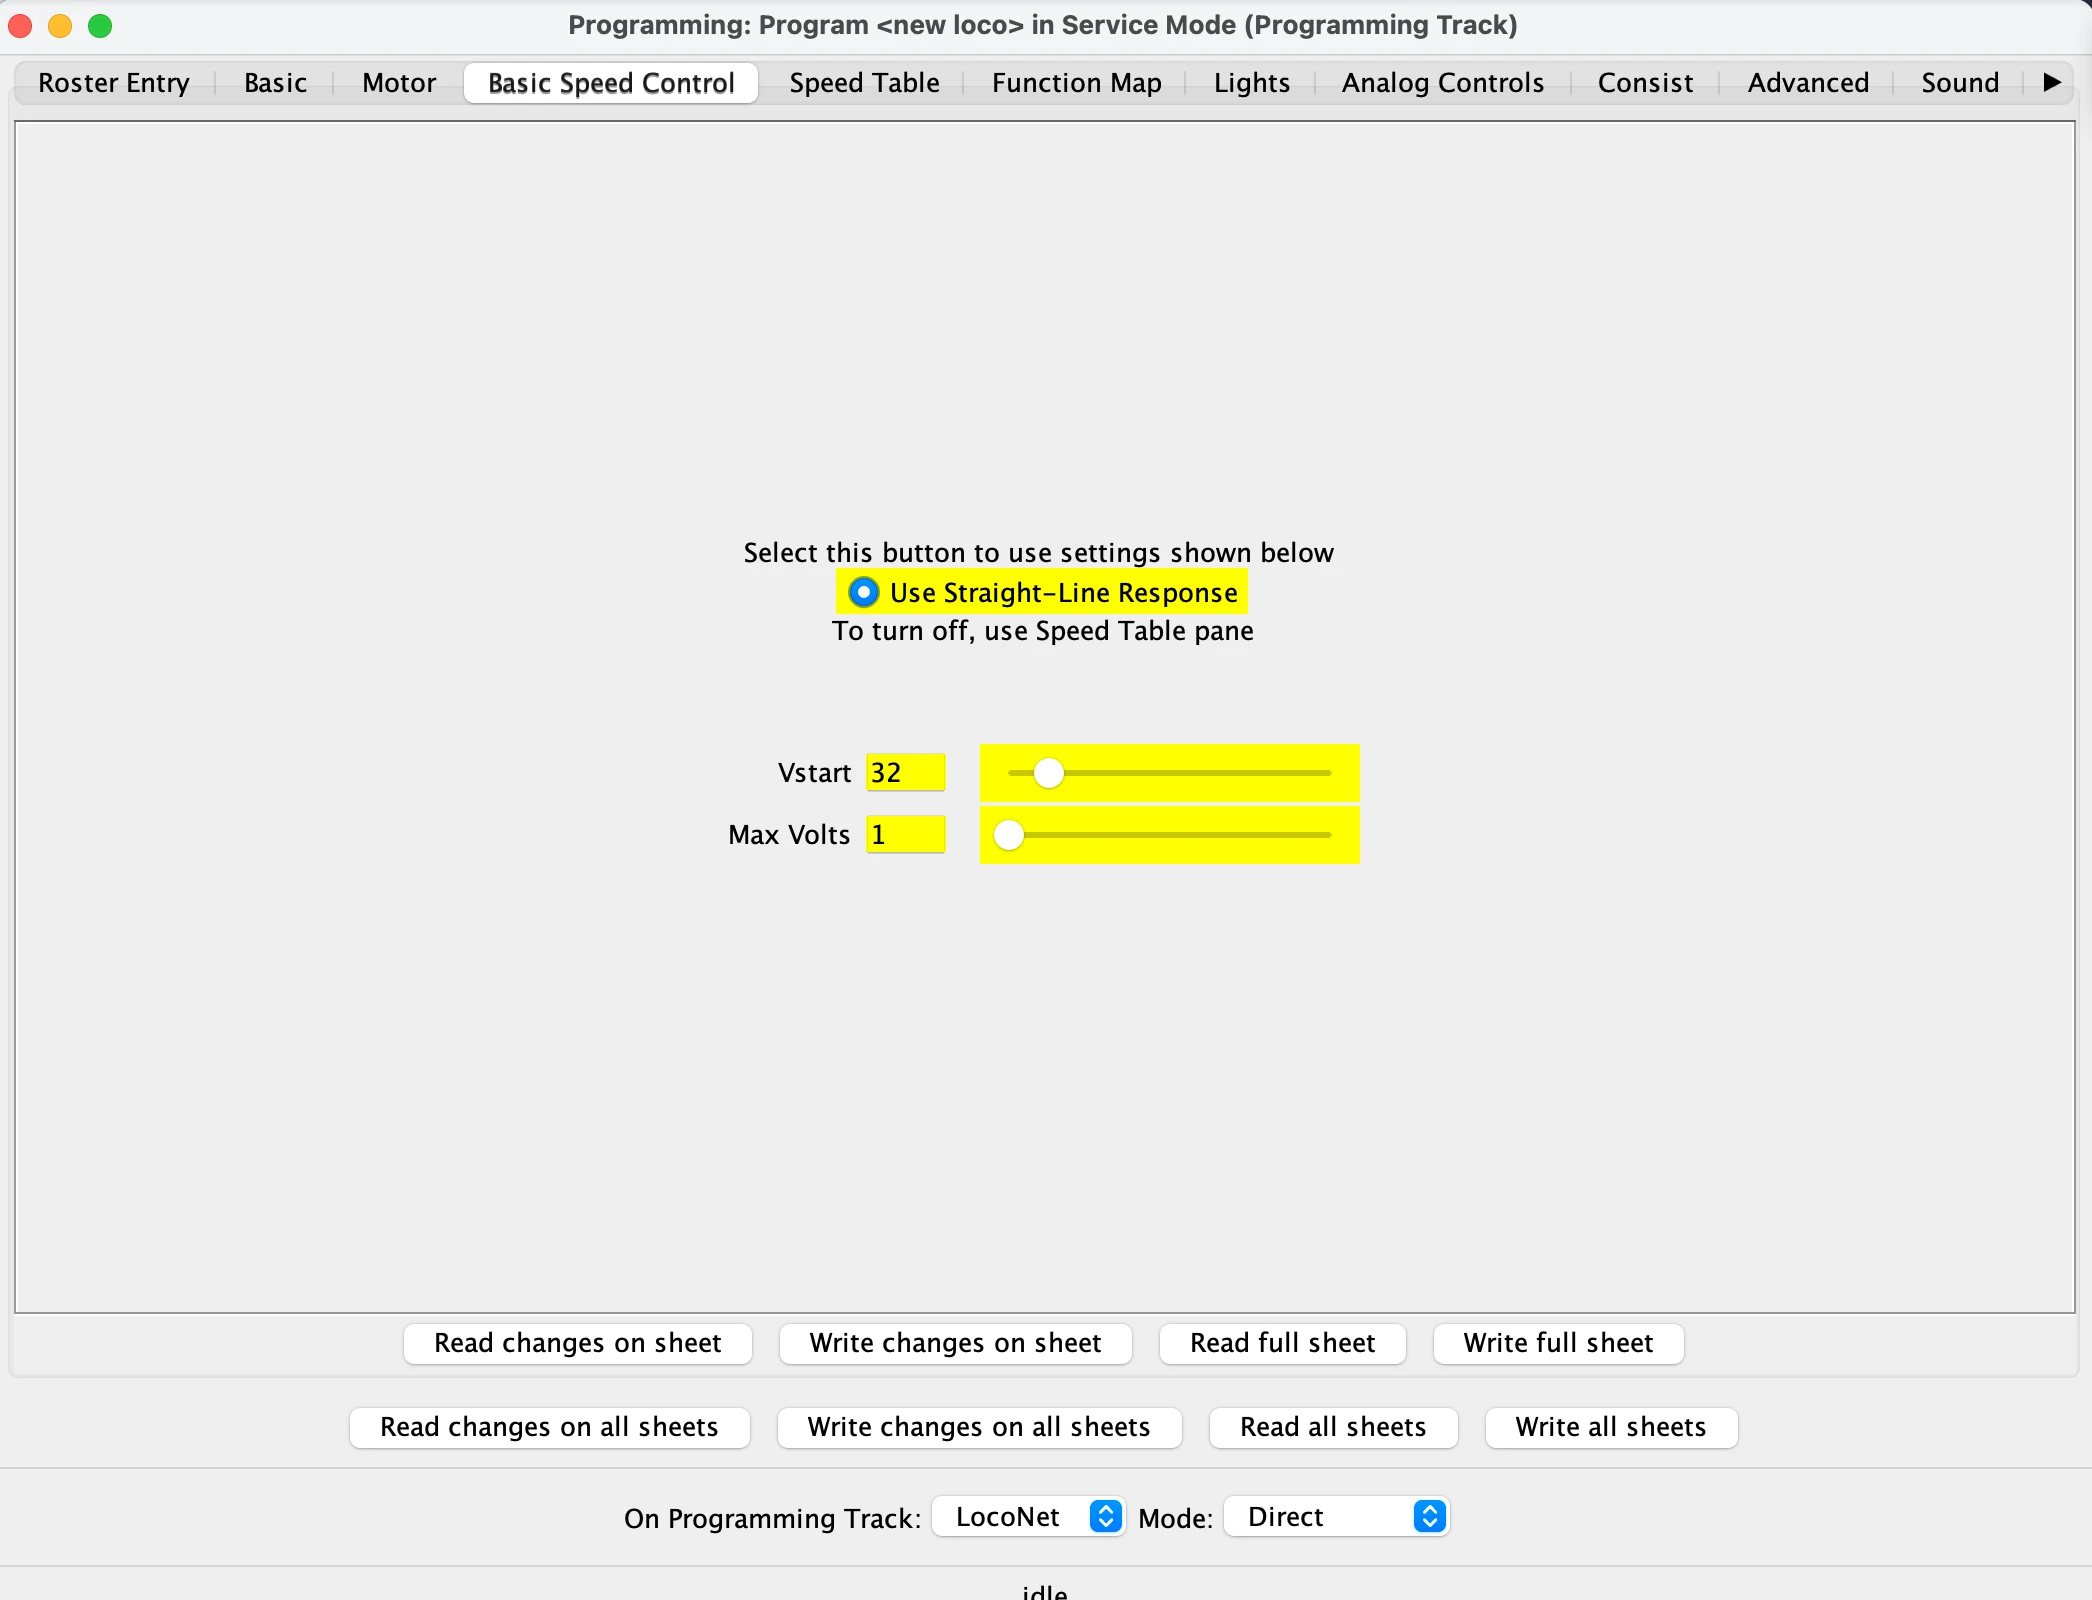 Programming: Program <new loco> in Service Mode (Programming Track)
Roster Entry Basic Motor Basic Speed Control Speed Table Function Map Lights Analog Controls Consist Advanced Sound
Select this button to use settings shown below
Use Straight-Line Response
To turn off, use Speed Table pane
Vstart 32
Max Volts 1
Read changes on sheet Write changes on sheet Read full sheet Write full sheet
Read changes on all sheets Write changes on all sheets Read all sheets Write all sheets
On Programming Track: LocoNet Mode: Direct
idle